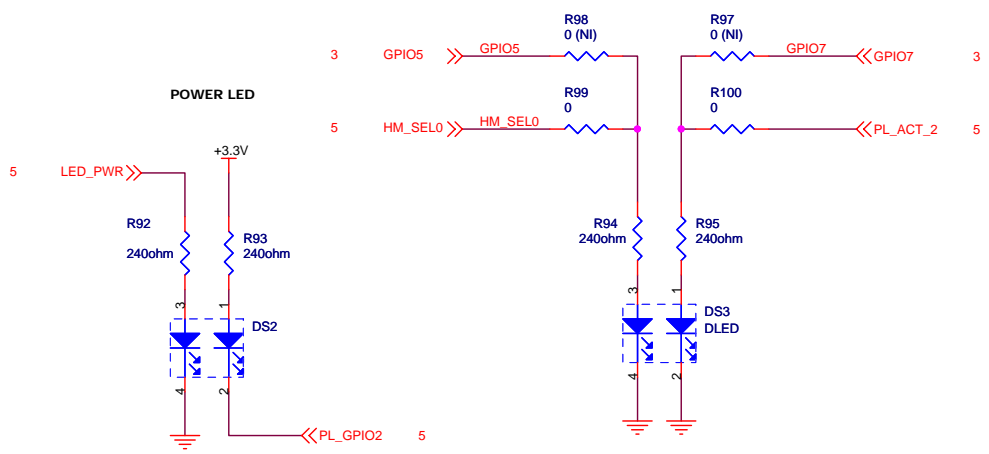 R98
0 (NI)
R97
0 (NI)
3 GPIO5 GPIO5
GPIO7 GPIO7 3
POWER LED
R99
0
R100
0
5 HM_SEL0 HM_SEL0
PL_ACT_2 5
+3.3V
5 LED_PWR
R92
240ohm
R93
240ohm
R94
240ohm
R95
240ohm
3
1
3
1
DS2
DS3
DLED
4
2
4
2
PL_GPIO2 5